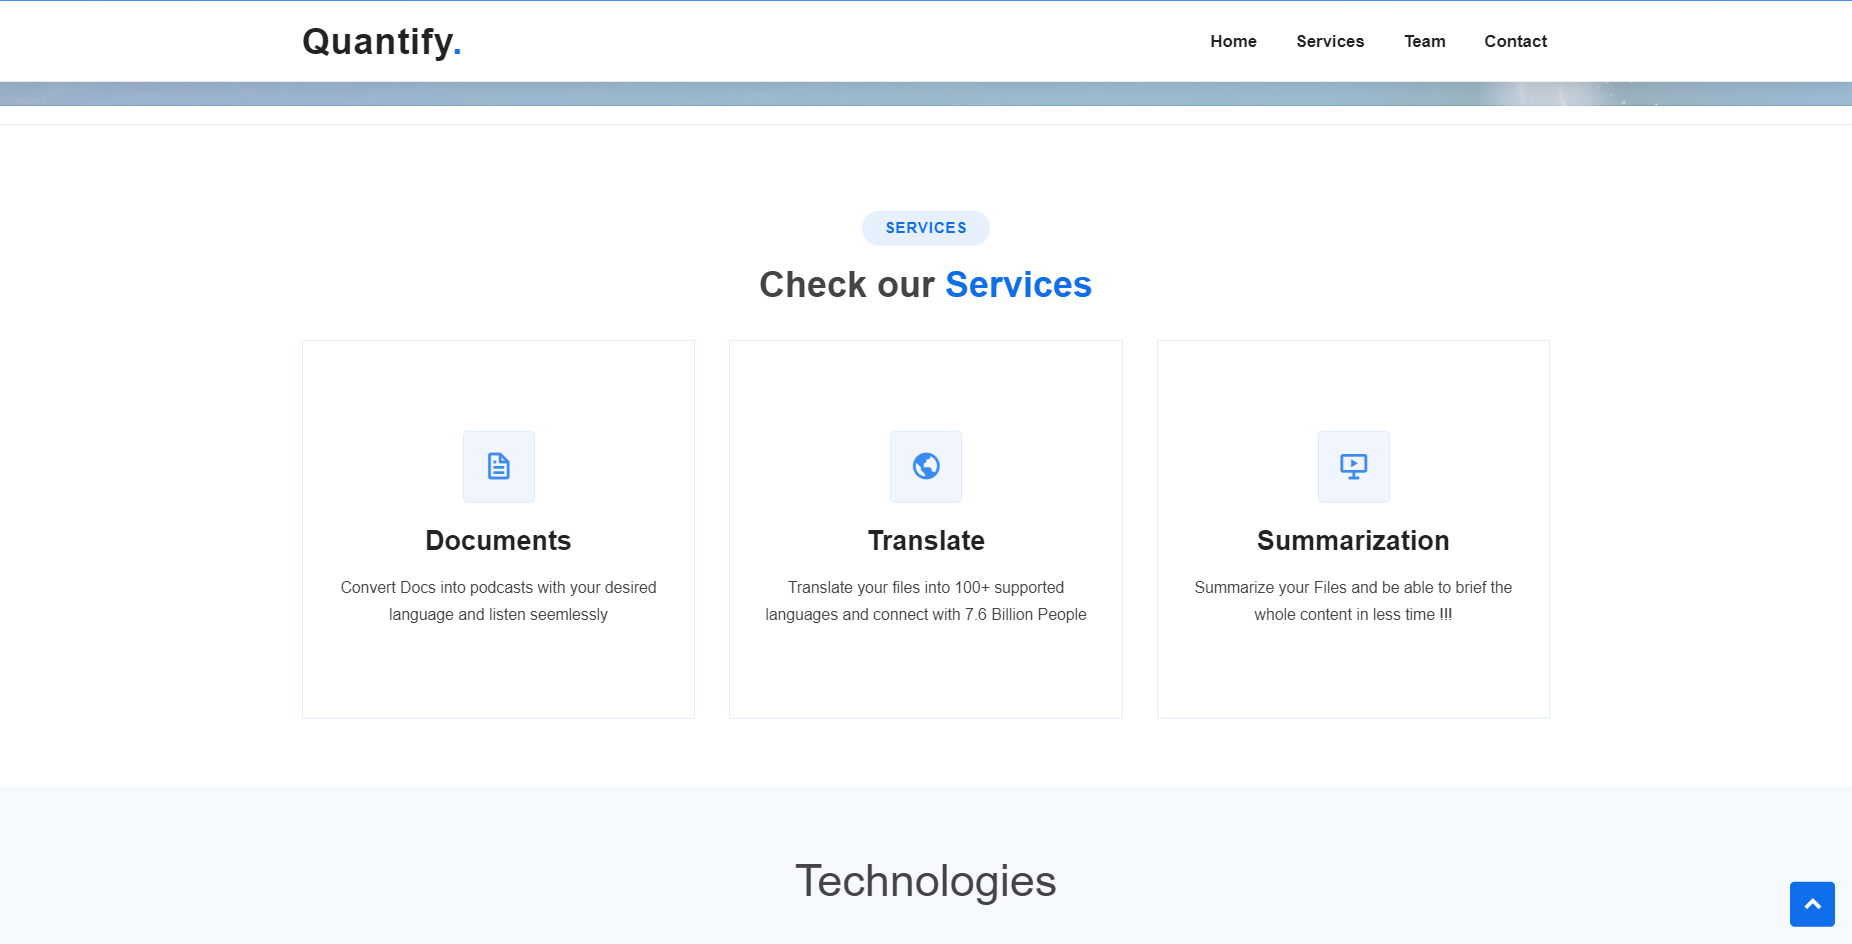 Quantify.
Home
Services
Team
Contact
SERVICES
Check our Services
Documents
Convert Docs into podcasts with your desired
language and listen seemlessly
Translate
Translate your files into 100+ supported
languages and connect with 7.6 Billion People
Summarization
Summarize your Files and be able to brief the
whole content in less time !!!
Technologies